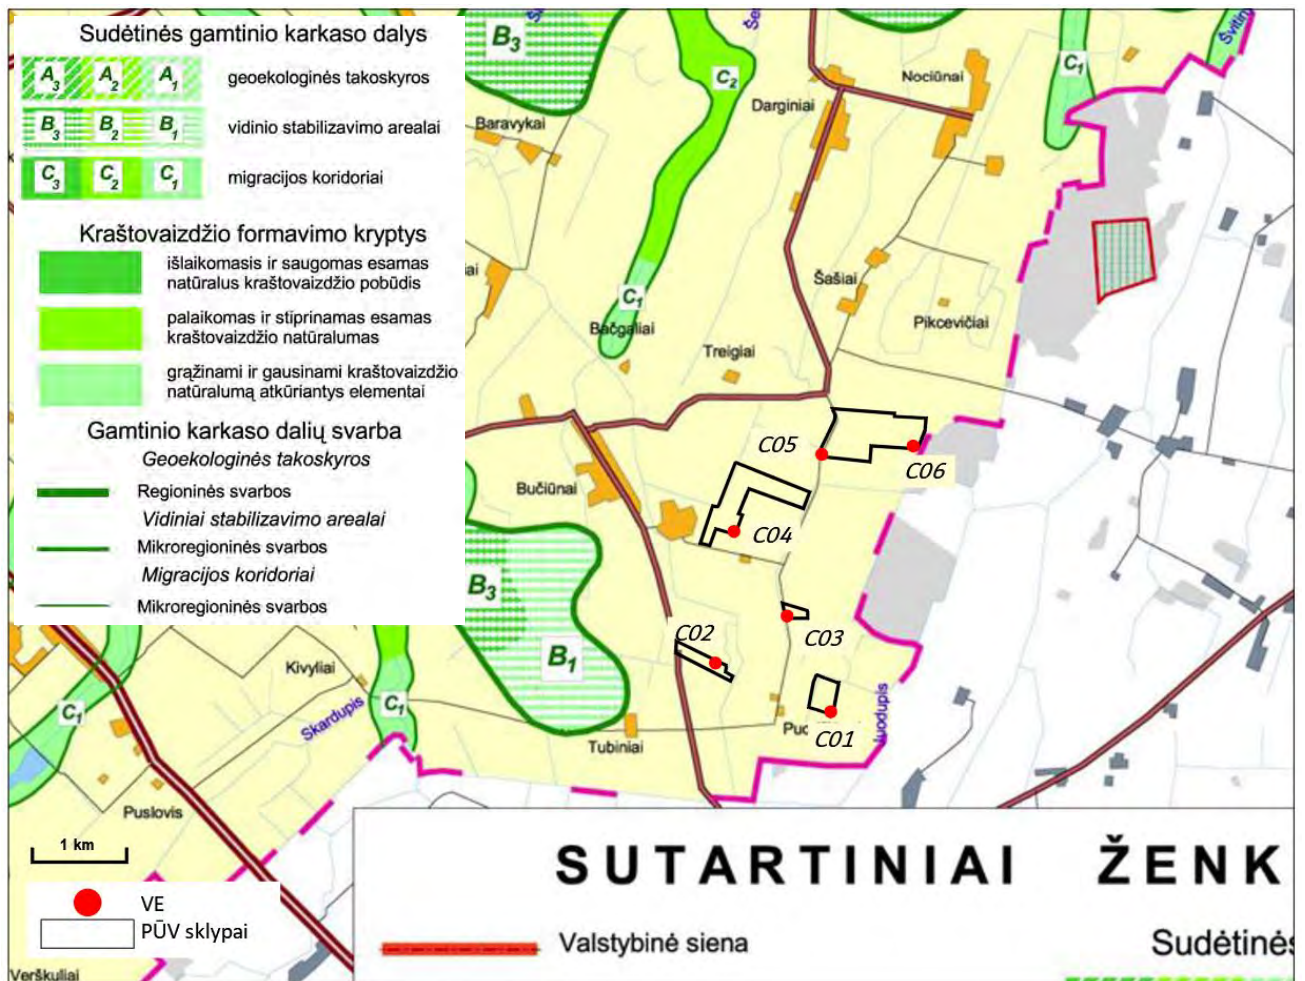 Sudėtinės gamtinio karkaso dalys
A3 A2 A1 geoekologinės takoskyros
B3 B2 B1 vidinio stabilizavimo arealai
C3 C2 C1 migracijos koridoriai
Kraštovaizdžio formavimo kryptys
išlaikomasis ir saugomas esamas
natūralus kraštovaizdžio pobūdis
palaikomas ir stiprinamas esamas
kraštovaizdžio natūralumas
grąžinami ir gausinami kraštovaizdžio
natūralumą atkūriantys elementai
Gamtinio karkaso dalių svarba
Geoekologinės takoskyros
Regioninės svarbos
Vidiniai stabilizavimo arealai
Mikroregioninės svarbos
Migracijos koridoriai
Mikroregioninės svarbos
B3
C2
C1
Nociūnai
Darginiai
Baravykai
Šašiai
Pikcevičiai
C1
Bačgaliai
Treigiai
C05
C06
Bučiūnai
C04
B3
C02
C03
B1
Kivyliai
C1
C1
Skardupis
Juodupis
Tubiniai
C01
Puslovis
1 km
VE
PŪV sklypai
Verškuliai
SUTARTINIAI ŽENK
Valstybinė siena
Sudėtinės